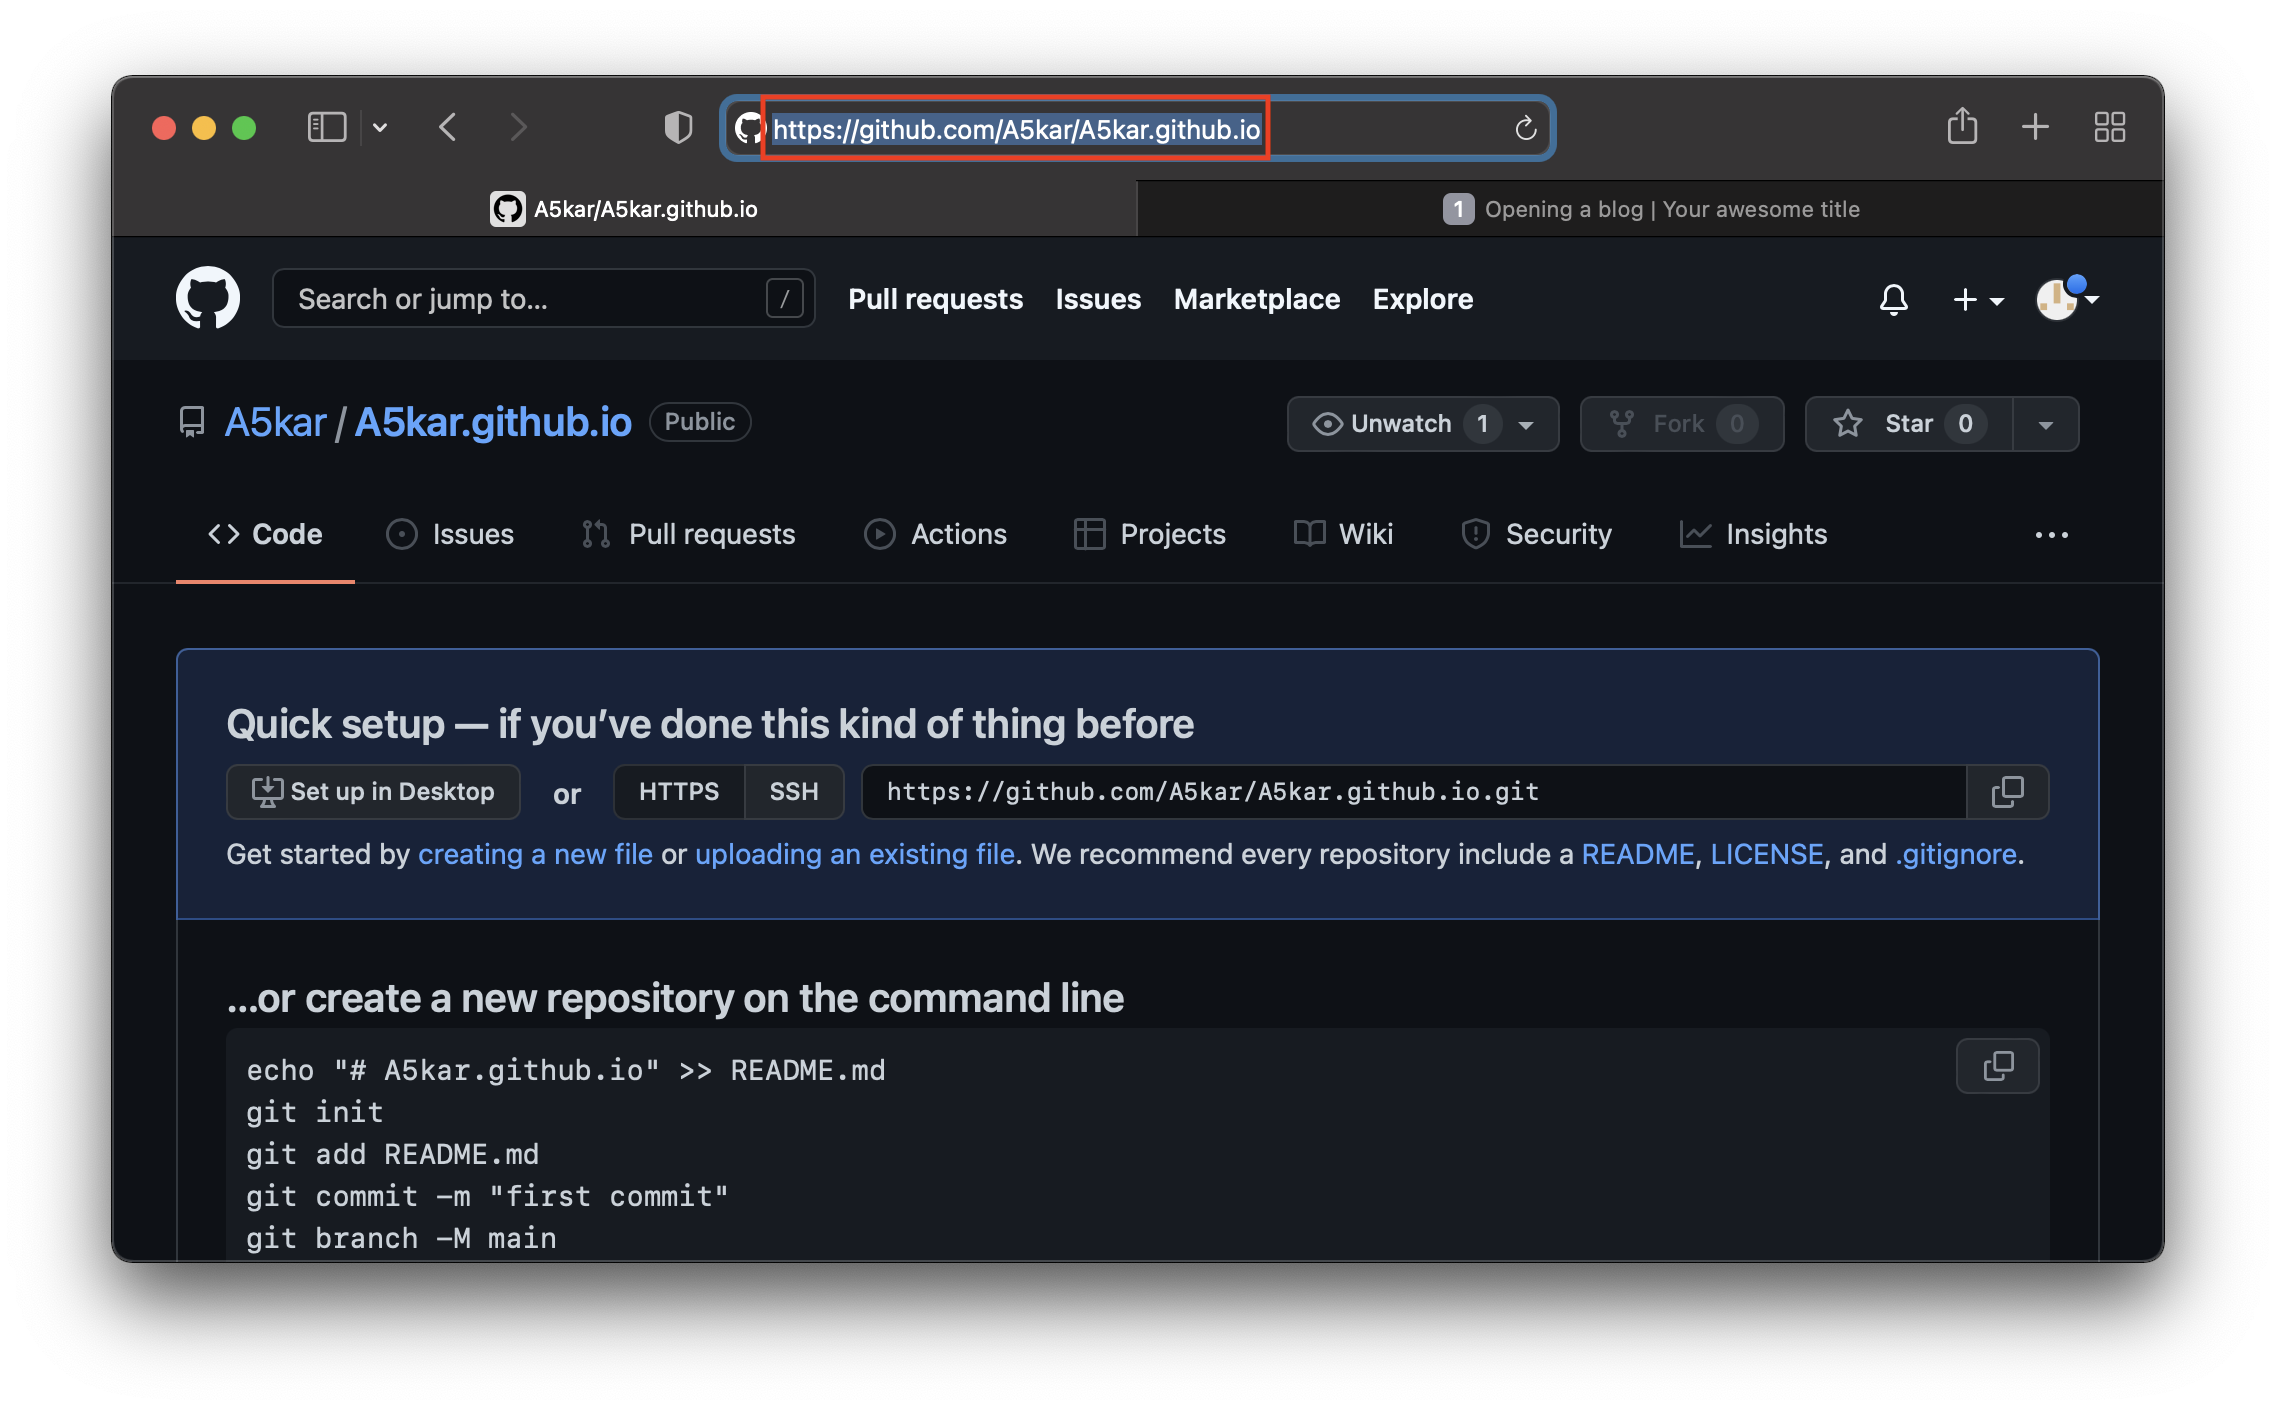 https://github.com/A5kar/A5kar.github.io
A5kar/A5kar.github.io
1 Opening a blog | Your awesome title
Search or jump to... /
Pull requests Issues Marketplace Explore
A5kar / A5kar.github.io Public
Unwatch 1 Fork 0 Star 0
Code Issues Pull requests Actions Projects Wiki Security Insights
Quick setup — if you’ve done this kind of thing before
Set up in Desktop or HTTPS SSH https://github.com/A5kar/A5kar.github.io.git
Get started by creating a new file or uploading an existing file. We recommend every repository include a README, LICENSE, and .gitignore.
…or create a new repository on the command line
echo "# A5kar.github.io" >> README.md
git init
git add README.md
git commit -m "first commit"
git branch -M main